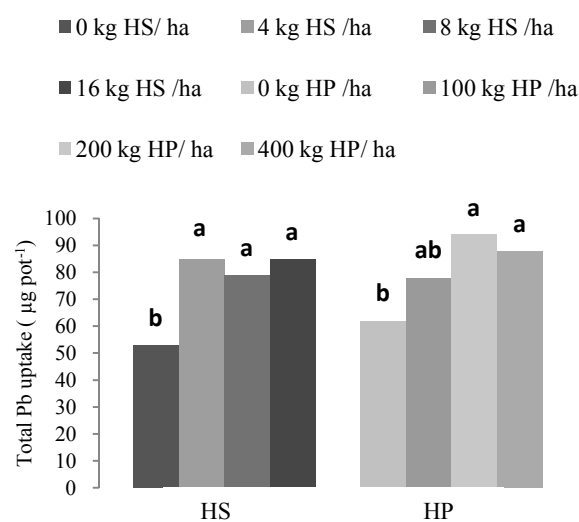 0 kg HS/ ha 4 kg HS /ha 8 kg HS /ha
16 kg HS /ha 0 kg HP /ha 100 kg HP /ha
200 kg HP/ ha 400 kg HP/ ha
Total Pb uptake ( µg pot-1)
100
90
80
70
60
50
40
30
20
10
0
b a a a b ab a a
HS HP